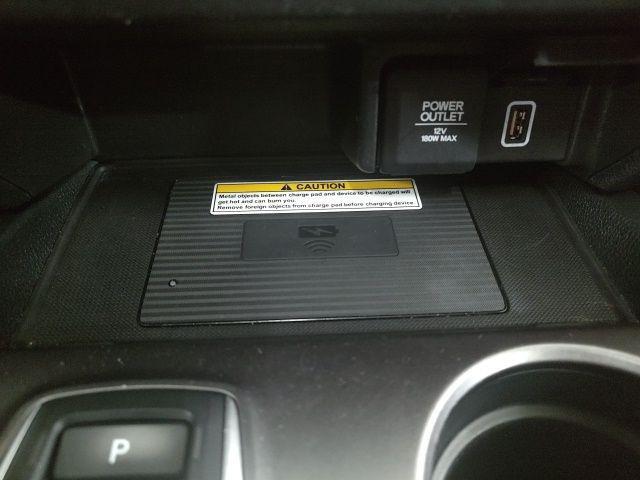 POWER
OUTLET
12V
180W MAX
CAUTION
Metal objects between charge pad and device to be charged will
get hot and can burn you.
Remove foreign objects from charge pad before charging device
P